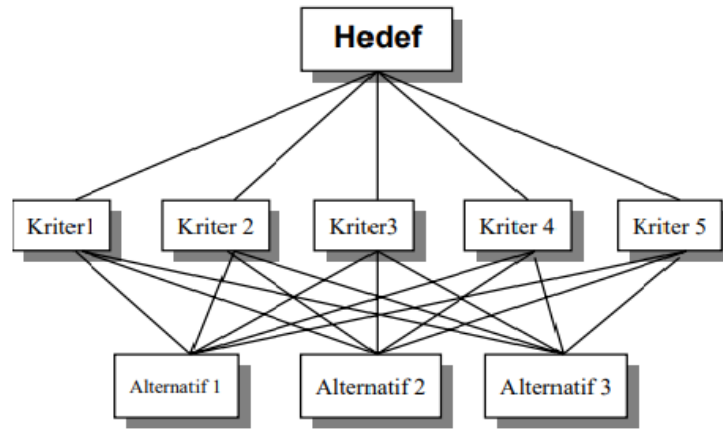 Hedef
Kriter1
Kriter 2
Kriter3
Kriter 4
Kriter 5
Alternatif 1
Alternatif 2
Alternatif 3